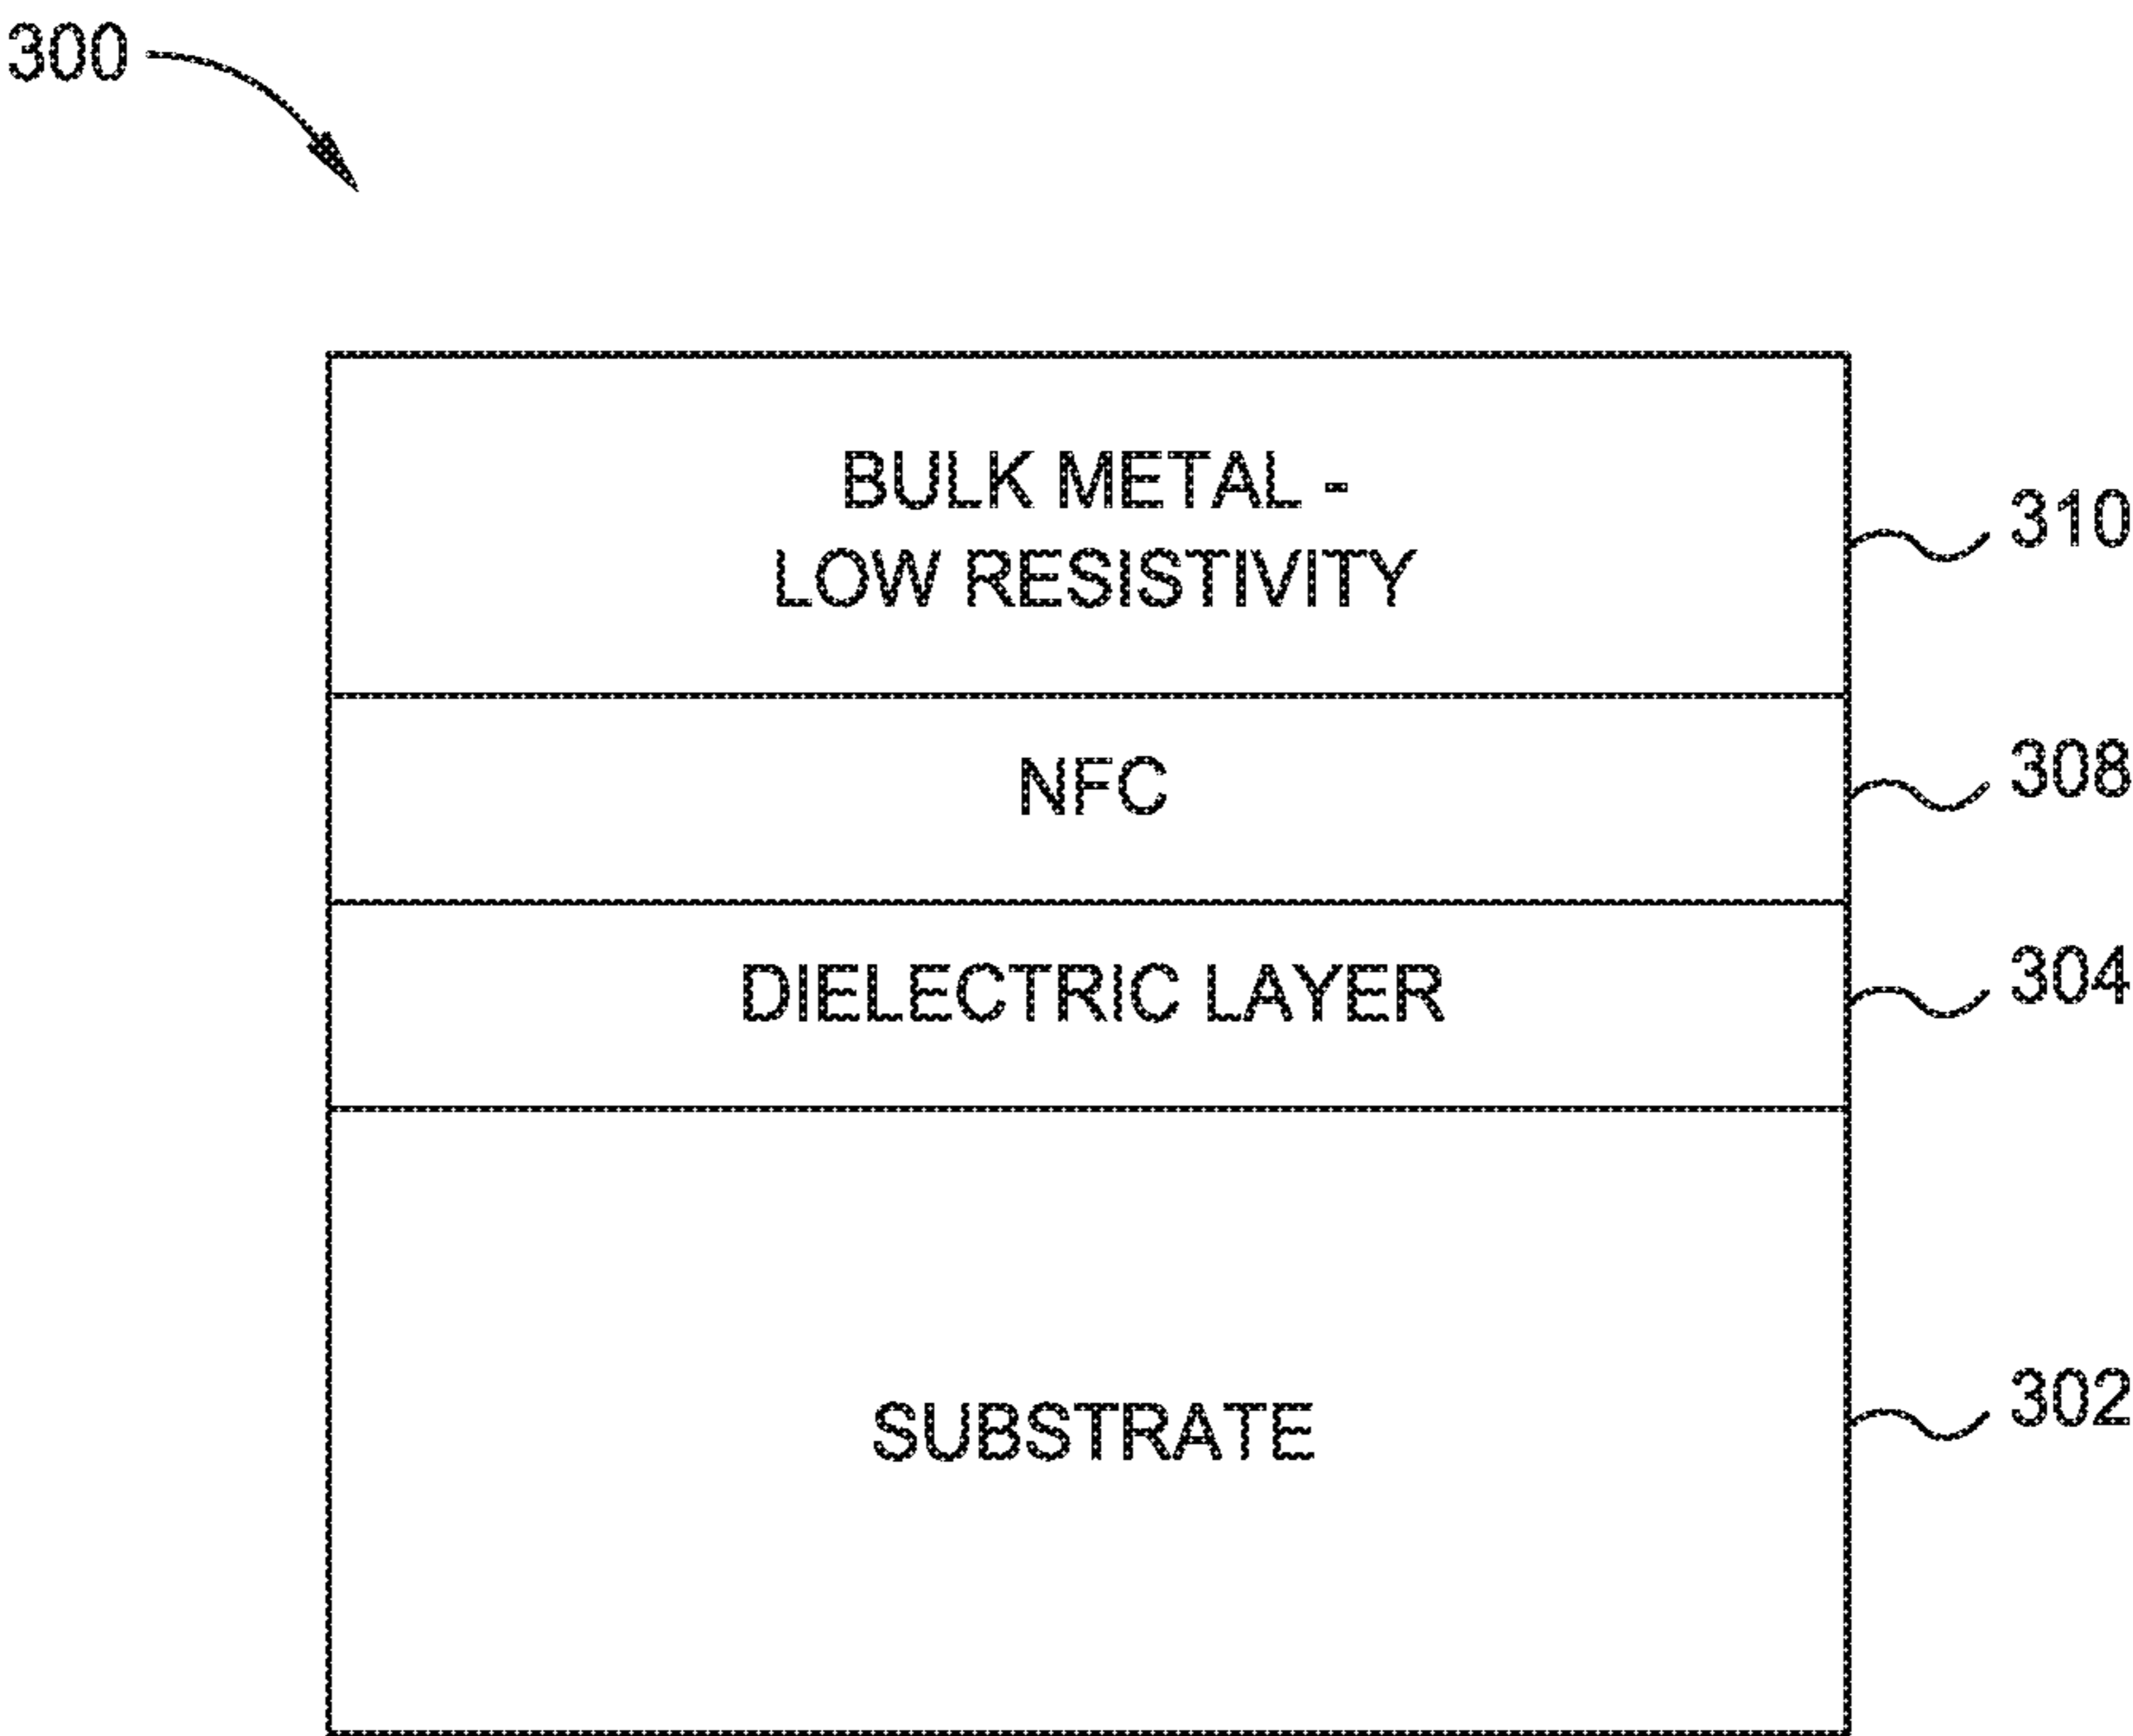 300
BULK METAL -
LOW RESISTIVITY
310
NFC
308
DIELECTRIC LAYER
304
SUBSTRATE
302